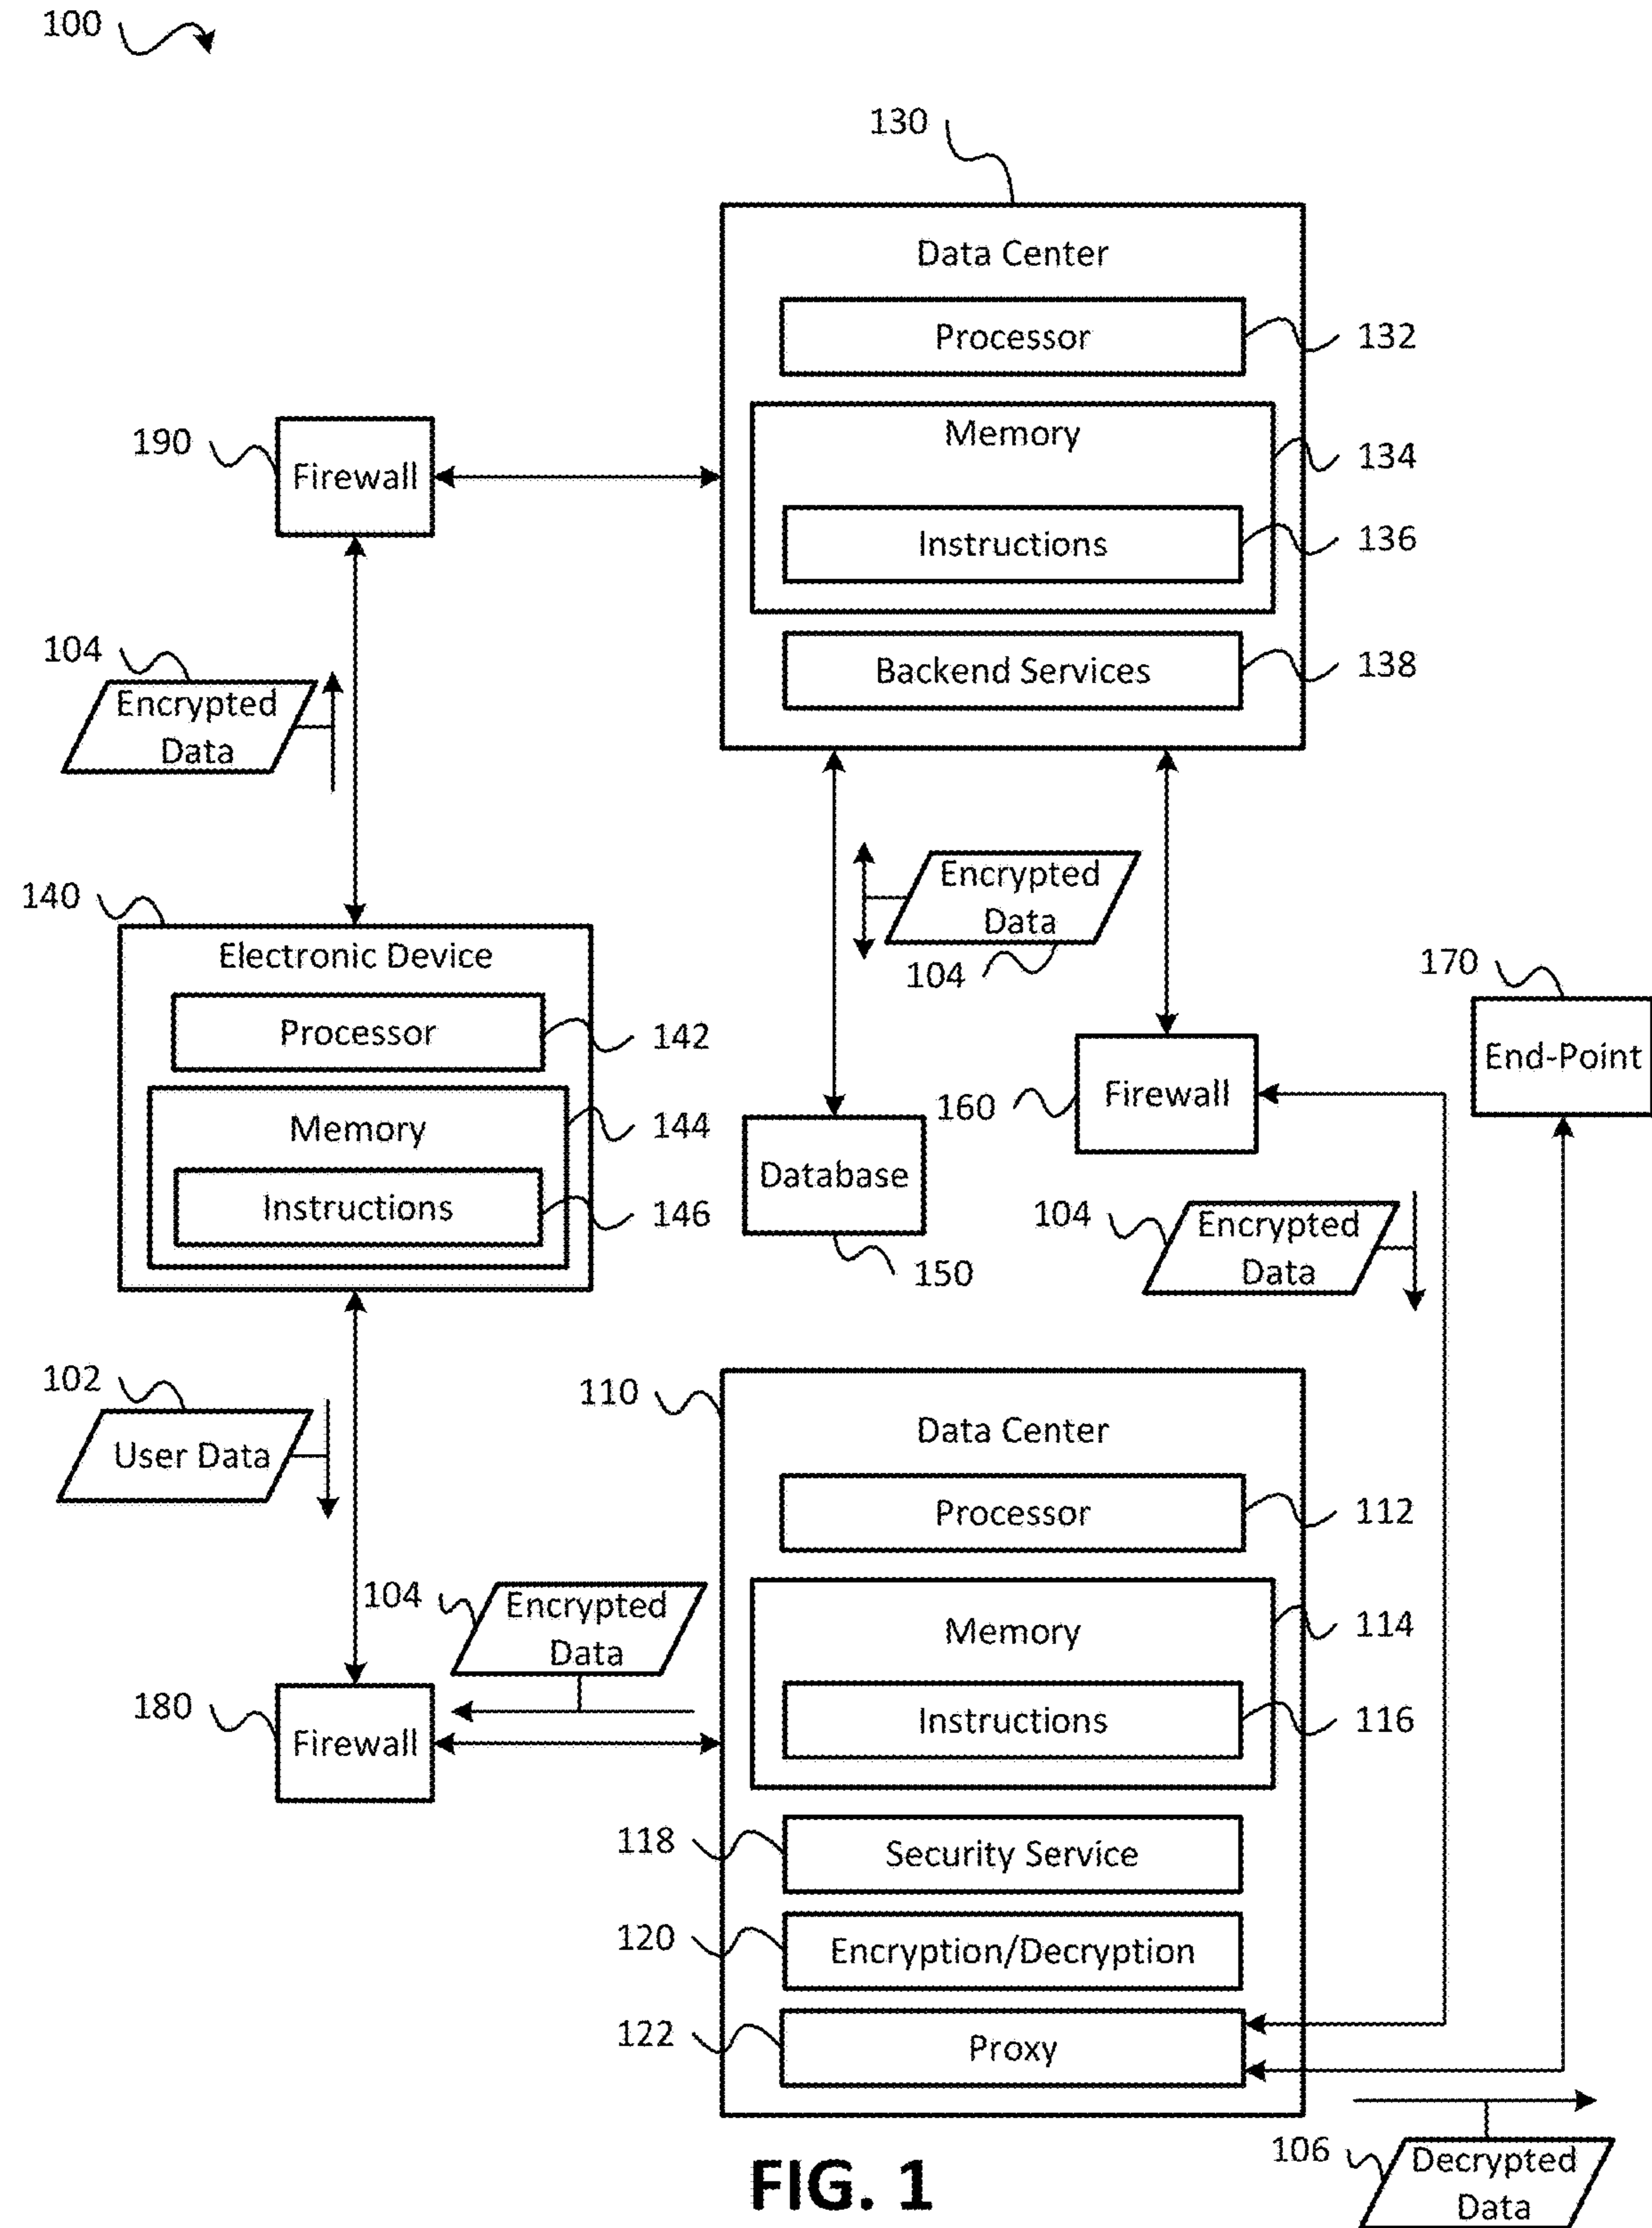 100
130
Data Center
Processor
132
190
Firewall
Memory
134
Instructions
136
104
Encrypted
Data
Backend Services
138
140
Electronic Device
Encrypted
Data
104
170
End-Point
Processor
142
Memory
144
160
Firewall
Instructions
146
Database
150
104
Encrypted
Data
102
User Data
110
Data Center
Processor
112
104
Encrypted
Data
Memory
114
180
Firewall
Instructions
116
118
Security Service
120
Encryption/Decryption
122
Proxy
106
Decrypted
Data
FIG. 1